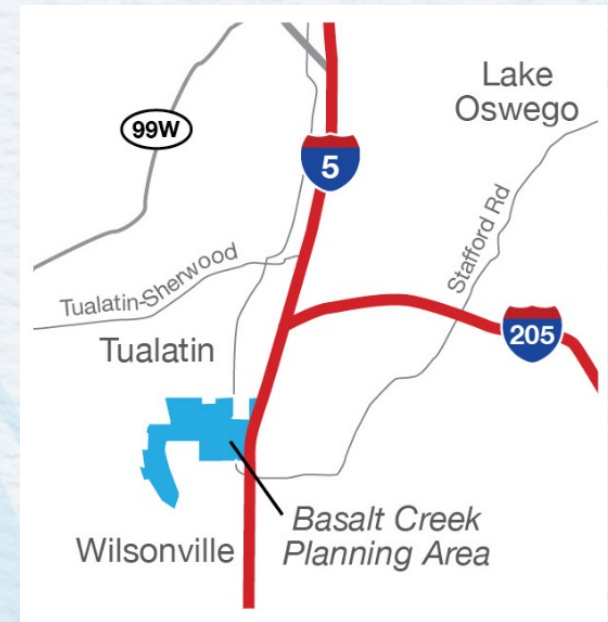 Lake
Oswego
99W
5
Stafford Rd
Tualatin-Sherwood
205
Tualatin
Basalt Creek
Planning Area
Wilsonville